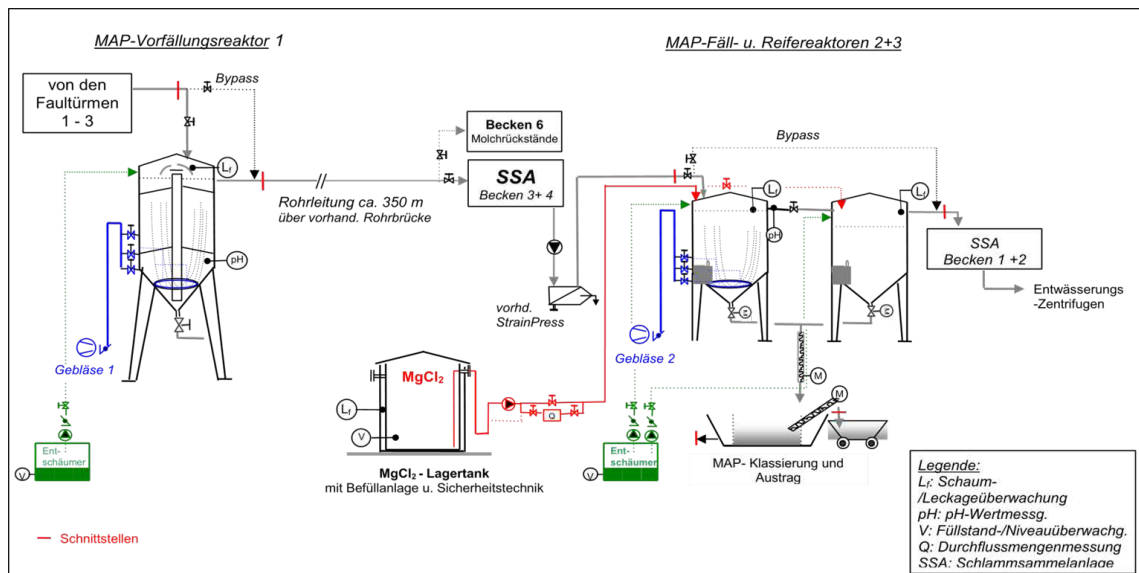 MAP-Vorfällungsreaktor 1
MAP-Fäll- u. Reifereaktoren 2+3
von den
Faultürmen
1 - 3
Bypass
Lf
pH
Gebläse 1
Ent-
schäumer
V
Rohrleitung ca. 350 m
über vorhand. Rohrbrücke
Becken 6
Molchrückstände
SSA
Becken 3+ 4
vorhd.
StrainPress
MgCl2
Lf
V
Q
MgCl2 - Lagertank
mit Befüllanlage u. Sicherheitstechnik
Bypass
Lf
pH
Lf
Gebläse 2
Ent-
schäumer
V
M
M
SSA
Becken 1 +2
Entwässerungs
-Zentrifugen
MAP- Klassierung und
Austrag
Legende:
Lf: Schaum-
/Leckageüberwachung
pH: pH-Wertmessg.
V: Füllstand-/Niveauüberwachg.
Q: Durchflussmengenmessung
SSA: Schlammsammelanlage
Schnittstellen